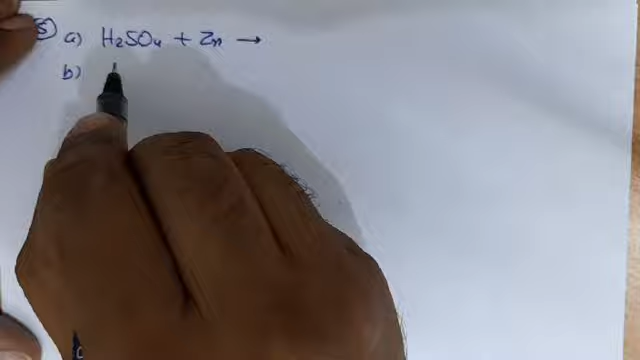 5) a) H₂SO₄ + Zn →
b)